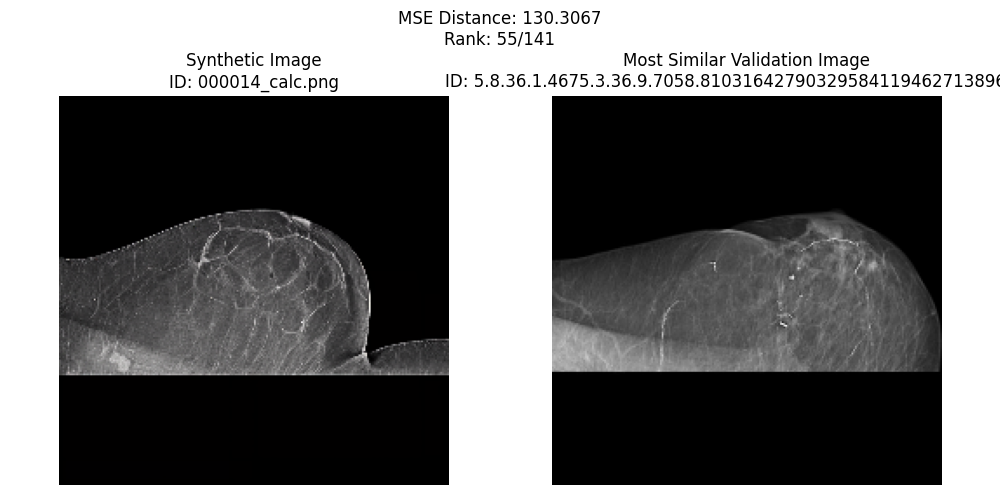 MSE Distance: 130.3067
Rank: 55/141
Synthetic Image
ID: 000014_calc.png
Most Similar Validation Image
ID: 5.8.36.1.4675.3.36.9.7058.81031642790329584119462713896